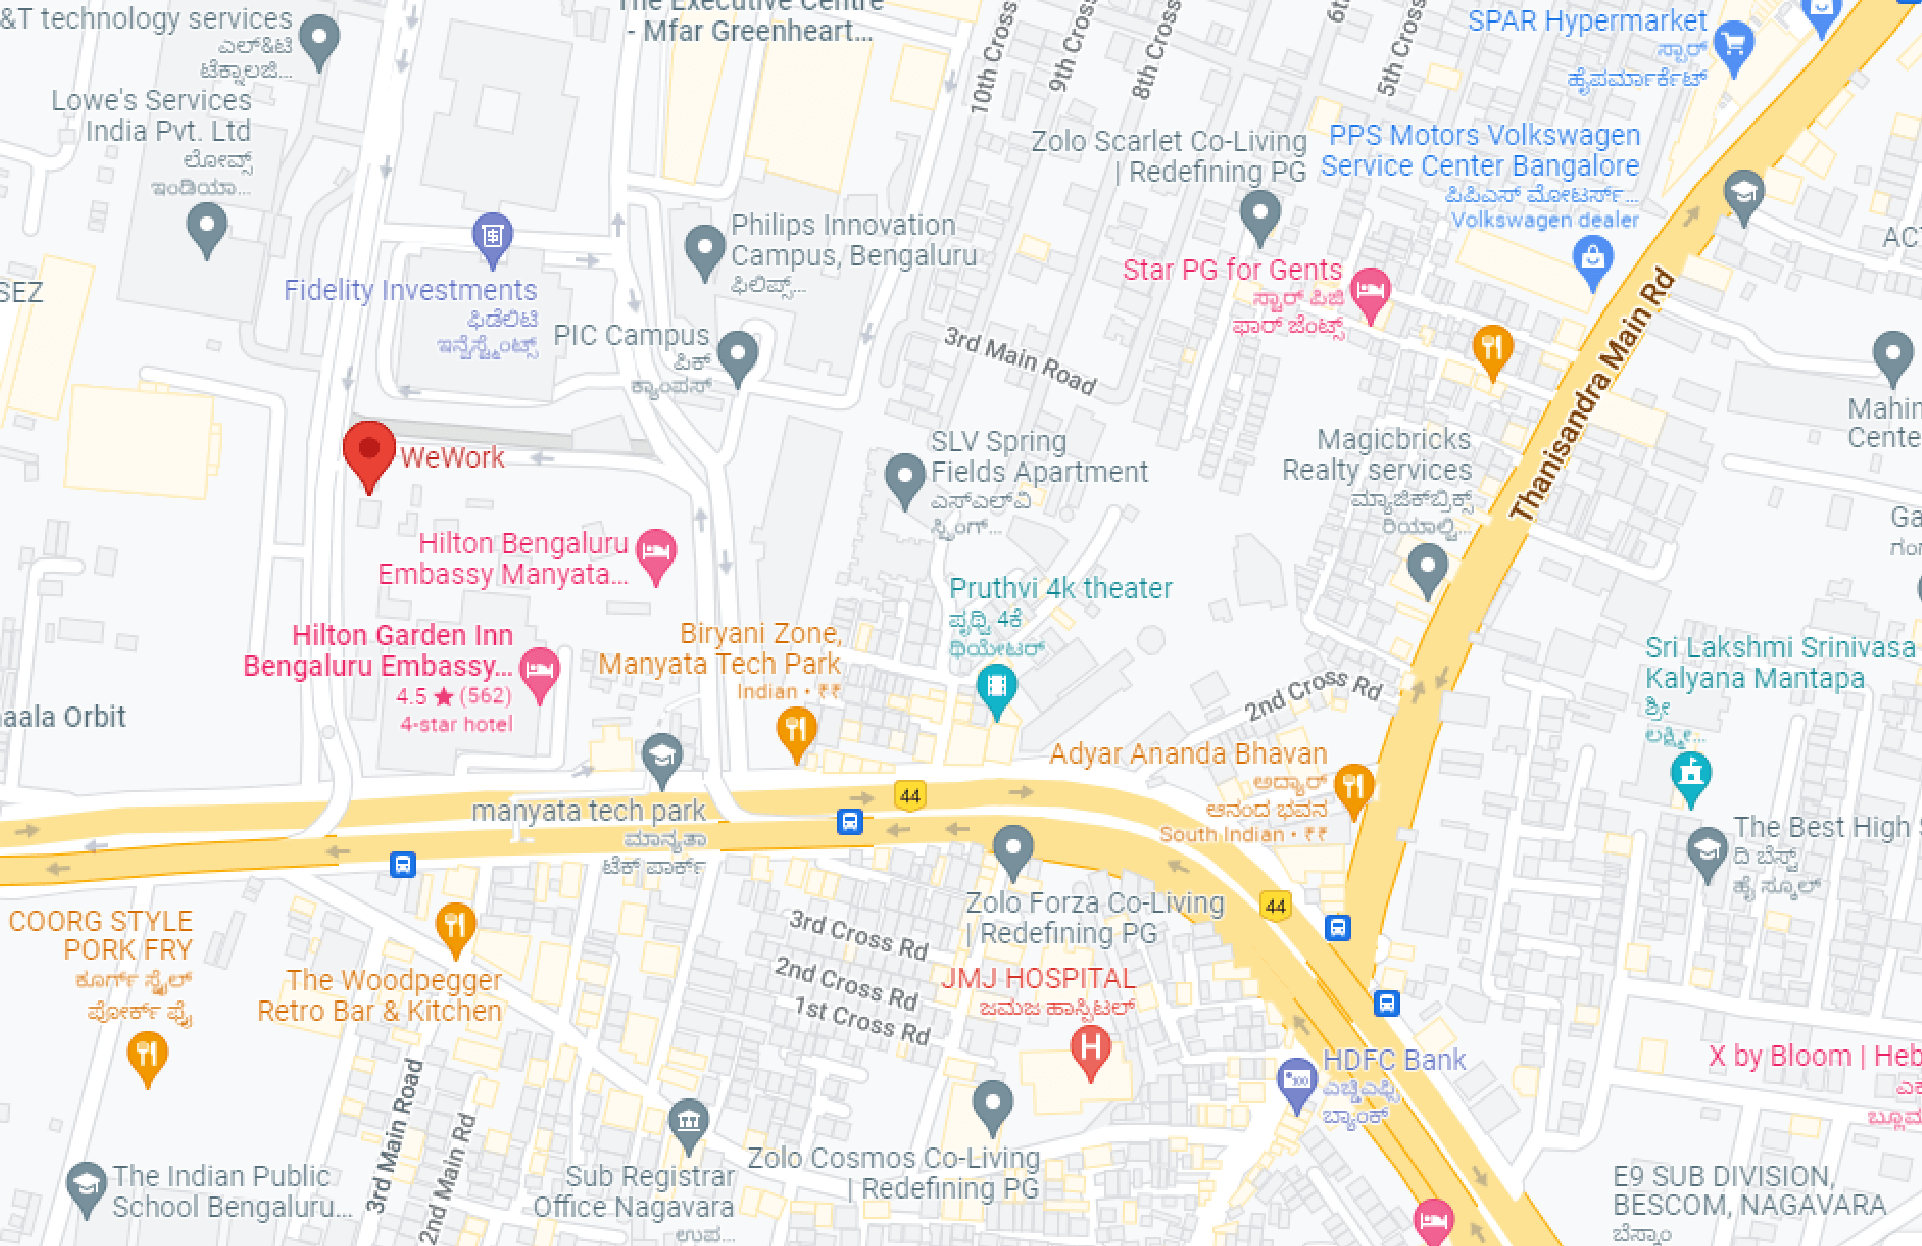 &T technology services
ಎಲ್&ಟಿ
ಟೆಕ್ನಾಲಜಿ...
The Executive Centre
- Mfar Greenheart...
10th Cross
9th Cross
8th Cross
5th Cross
SPAR Hypermarket
ಸ್ಪಾರ್
ಹೈಪರ್ಮಾರ್ಕೆಟ್
Lowe's Services
India Pvt. Ltd
ಲೋವ್ಸ್
ಇಂಡಿಯಾ...
Zolo Scarlet Co-Living
| Redefining PG
PPS Motors Volkswagen
Service Center Bangalore
ಪಿಪಿಎಸ್ ಮೋಟರ್ಸ್...
Volkswagen dealer
Philips Innovation
Campus, Bengaluru
ಫಿಲಿಪ್ಸ್...
SEZ
Fidelity Investments
ಫಿಡೆಲಿಟಿ
ಇನ್ವೆಸ್ಟ್ಮೆಂಟ್ಸ್
PIC Campus
ಪಿಕ್
ಕ್ಯಾಂಪಸ್
Star PG for Gents
ಸ್ಟಾರ್ ಪಿಜಿ
ಫಾರ್ ಜೆಂಟ್ಸ್
3rd Main Road
Thanisandra Main Rd
WeWork
SLV Spring
Fields Apartment
ಎಸ್ಎಲ್ವಿ
ಸ್ಪ್ರಿಂಗ್...
Magicbricks
Realty services
ಮ್ಯಾಜಿಕ್‌ಬ್ರಿಕ್ಸ್
ರಿಯಾಲ್ಟಿ...
Hilton Bengaluru
Embassy Manyata...
Hilton Garden Inn
Bengaluru Embassy...
4.5 ★ (562)
4-star hotel
Biryani Zone,
Manyata Tech Park
Indian • ₹₹
Pruthvi 4k theater
ಪೃಥ್ವಿ 4ಕೆ
ಥಿಯೇಟರ್
2nd Cross Rd
Sri Lakshmi Srinivasa
Kalyana Mantapa
ಶ್ರೀ
ಲಕ್ಷ್ಮೀ...
aala Orbit
Adyar Ananda Bhavan
ಅದ್ಯಾರ್
ಆನಂದ ಭವನ
South Indian • ₹₹
manyata tech park
ಮಾನ್ಯತಾ
ಟೆಕ್ ಪಾರ್ಕ್
44
44
The Best High
ದಿ ಬೆಸ್ಟ್
ಹೈ ಸ್ಕೂಲ್
COORG STYLE
PORK FRY
ಕೂರ್ಗ್ ಸ್ಟೈಲ್
ಪೋರ್ಕ್ ಫ್ರೈ
The Woodpegger
Retro Bar & Kitchen
3rd Cross Rd
2nd Cross Rd
1st Cross Rd
Zolo Forza Co-Living
| Redefining PG
JMJ HOSPITAL
ಜಮಜ ಹಾಸ್ಪಿಟಲ್
H
HDFC Bank
ಎಚ್ಡಿಎಫ್ಸಿ
ಬ್ಯಾಂಕ್
X by Bloom | Heb
3rd Main Road
2nd Main Rd
The Indian Public
School Bengaluru...
Sub Registrar
Office Nagavara
ಉಪ...
Zolo Cosmos Co-Living
| Redefining PG
E9 SUB DIVISION,
BESCOM, NAGAVARA
ಬೆಸ್ಕಾಂ